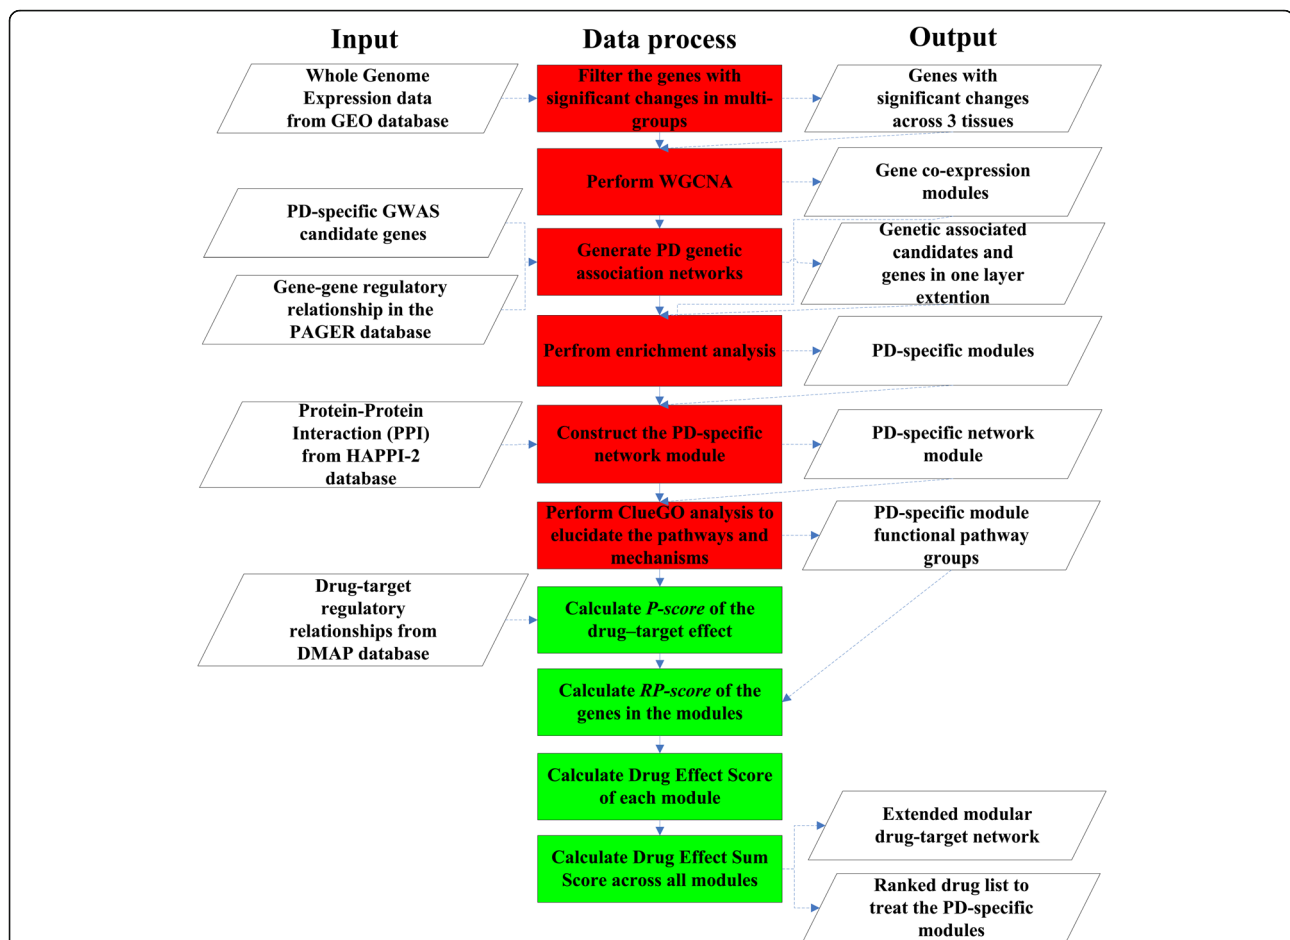 Input
Data process
Output
Whole Genome
Expression data
from GEO database
Filter the genes with
significant changes in multi-
groups
Genes with
significant changes
across 3 tissues
Perform WGCNA
Gene co-expression
modules
PD-specific GWAS
candidate genes
Generate PD genetic
association networks
Genetic associated
candidates and
genes in one layer
extention
Gene-gene regulatory
relationship in the
PAGER database
Perfrom enrichment analysis
PD-specific modules
Protein-Protein
Interaction (PPI)
from HAPPI-2
database
Construct the PD-specific
network module
PD-specific network
module
Perform ClueGO analysis to
elucidate the pathways and
mechanisms
PD-specific module
functional pathway
groups
Drug-target
regulatory
relationships from
DMAP database
Calculate P-score of the
drug–target effect
Calculate RP-score of the
genes in the modules
Calculate Drug Effect Score
of each module
Extended modular
drug-target network
Calculate Drug Effect Sum
Score across all modules
Ranked drug list to
treat the PD-specific
modules